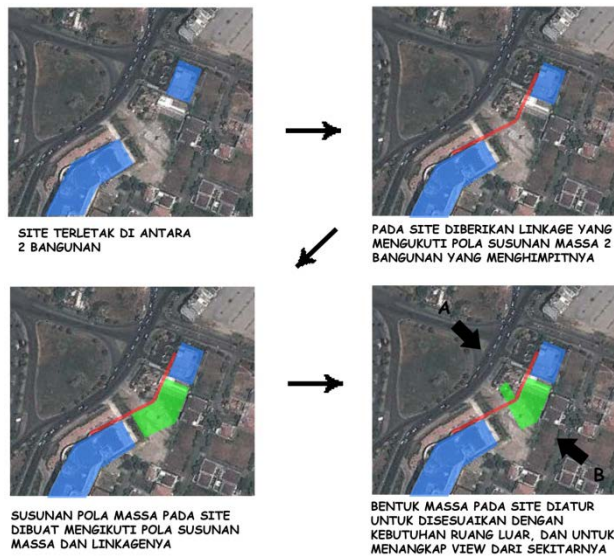 SITE TERLETAK DI ANTARA
2 BANGUNAN
PADA SITE DIBERIKAN LINKAGE YANG
MENGUKUTI POLA SUSUNAN MASSA 2
BANGUNAN YANG MENGHIMPITNYA
SUSUNAN POLA MASSA PADA SITE
DIBUAT MENGIKUTI POLA SUSUNAN
MASSA DAN LINKAGENYA
A
B
BENTUK MASSA PADA SITE DIATUR
UNTUK DISESUAIKAN DENGAN
KEBUTUHAN RUANG LUAR, DAN UNTUK
MENANGKAP VIEW DARI SEKITARNYA